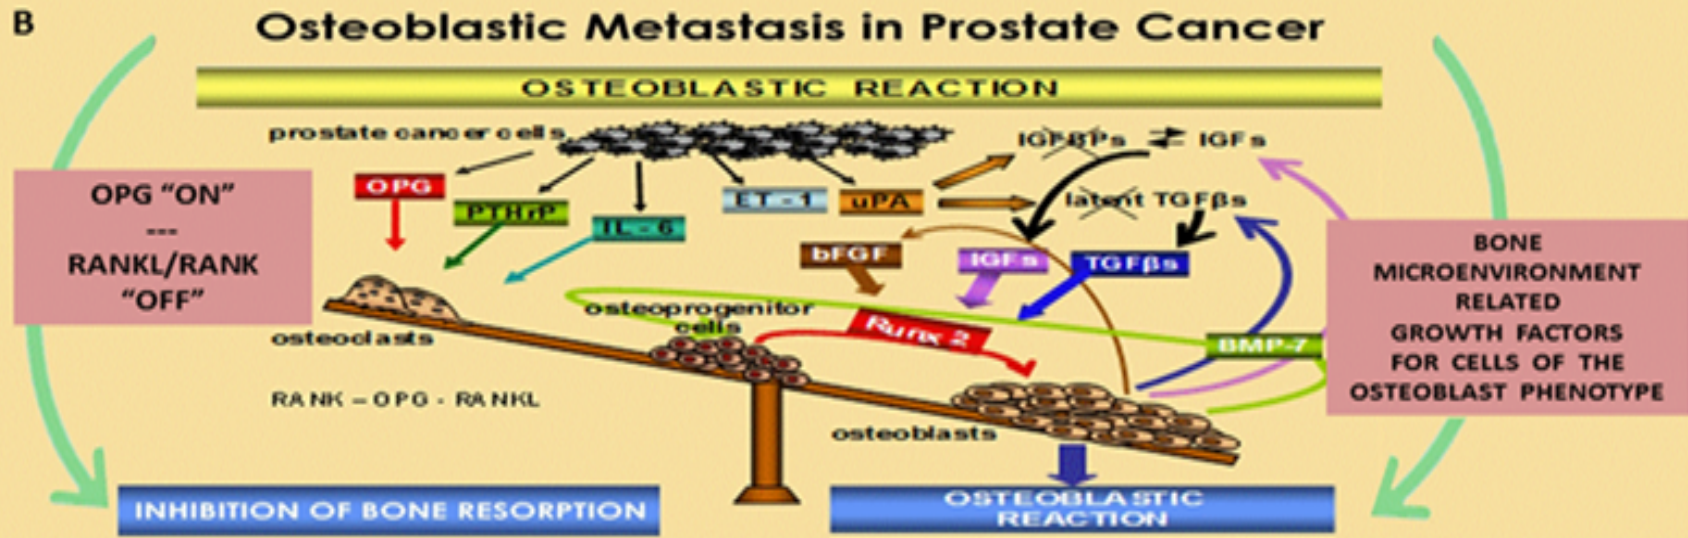 B
Osteoblastic Metastasis in Prostate Cancer
OSTEOBLASTIC REACTION
prostate cancer cells
IGFBPs ⇌ IGFs
OPG
PTHrP
IL - 6
ET - 1
uPA
latent TGFβs
OPG “ON”
---
RANKL/RANK
“OFF”
bFGF
IGFs
TGFβs
BONE
MICROENVIRONMENT
RELATED
GROWTH FACTORS
FOR CELLS OF THE
OSTEOBLAST PHENOTYPE
osteoprogenitor
cells
Runx 2
osteoclasts
BMP-7
RANK – OPG - RANKL
osteoblasts
INHIBITION OF BONE RESORPTION
OSTEOBLASTIC
REACTION